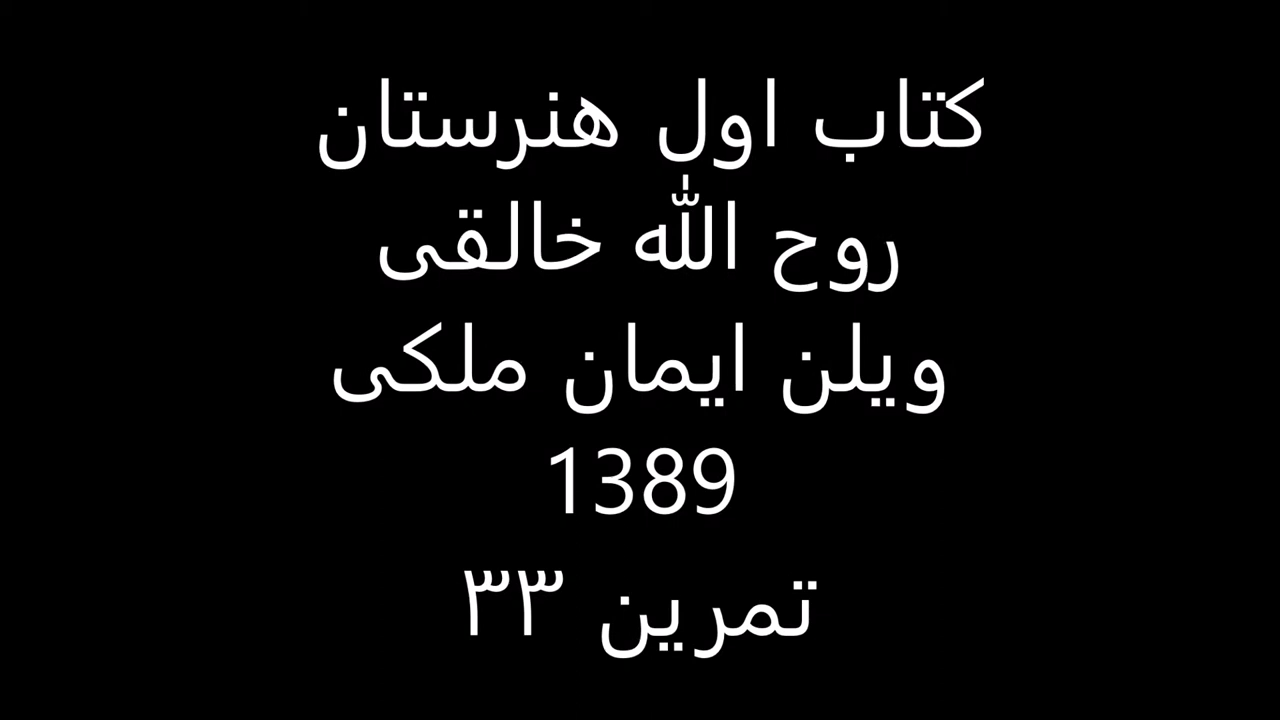 کتاب اول هنرستان
روح الله خالقی
ویلن ایمان ملکی
1389
تمرین ۳۳